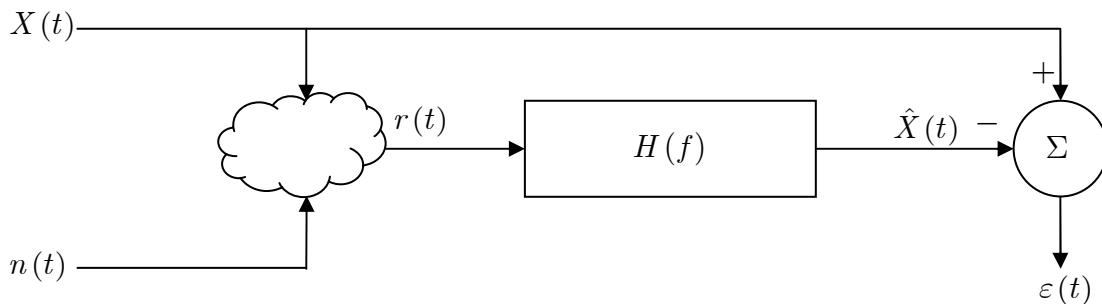 X(t)
+
r(t)
H(f)
X̂(t)
−
Σ
n(t)
ε(t)